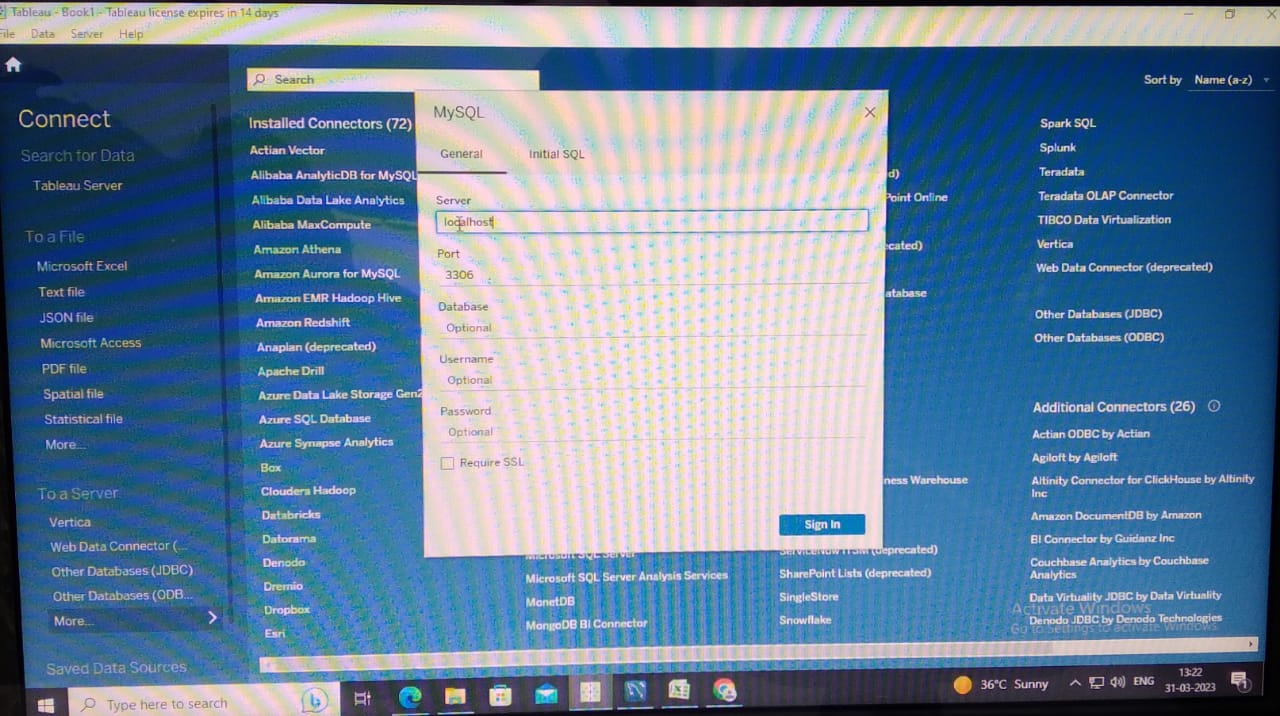 Tableau - Book1 - Tableau license expires in 14 days
File Data Server Help
Search
Sort by Name (a-z)
Connect
Search for Data
Tableau Server
To a File
Microsoft Excel
Text file
JSON file
Microsoft Access
PDF file
Spatial file
Statistical file
More...
To a Server
Vertica
Web Data Connector (...
Other Databases (JDBC)
Other Databases (ODB...
More...
Saved Data Sources
Installed Connectors (72)
Actian Vector
Alibaba AnalyticDB for MySQL
Alibaba Data Lake Analytics
Alibaba MaxCompute
Amazon Athena
Amazon Aurora for MySQL
Amazon EMR Hadoop Hive
Amazon Redshift
Anaplan (deprecated)
Apache Drill
Azure Data Lake Storage Gen2
Azure SQL Database
Azure Synapse Analytics
Box
Cloudera Hadoop
Databricks
Datorama
Denodo
Dremio
Dropbox
Esri
MySQL
General Initial SQL
Server
localhost
Port
3306
Database
Optional
Username
Optional
Password
Optional
Require SSL
Sign In
Microsoft SQL Server
Microsoft SQL Server Analysis Services
MonetDB
MongoDB BI Connector
d)
Point Online
cated)
atabase
ness Warehouse
ServiceNow ITSM (deprecated)
SharePoint Lists (deprecated)
SingleStore
Snowflake
Spark SQL
Splunk
Teradata
Teradata OLAP Connector
TIBCO Data Virtualization
Vertica
Web Data Connector (deprecated)
Other Databases (JDBC)
Other Databases (ODBC)
Additional Connectors (26)
Actian ODBC by Actian
Agiloft by Agiloft
Altinity Connector for ClickHouse by Altinity
Inc
Amazon DocumentDB by Amazon
BI Connector by Guidanz Inc
Couchbase Analytics by Couchbase
Analytics
Data Virtuality JDBC by Data Virtuality
Denodo JDBC by Denodo Technologies
Activate Windows
Go to Settings to activate Windows.
Type here to search
36°C Sunny
ENG
13:22
31-03-2023
1